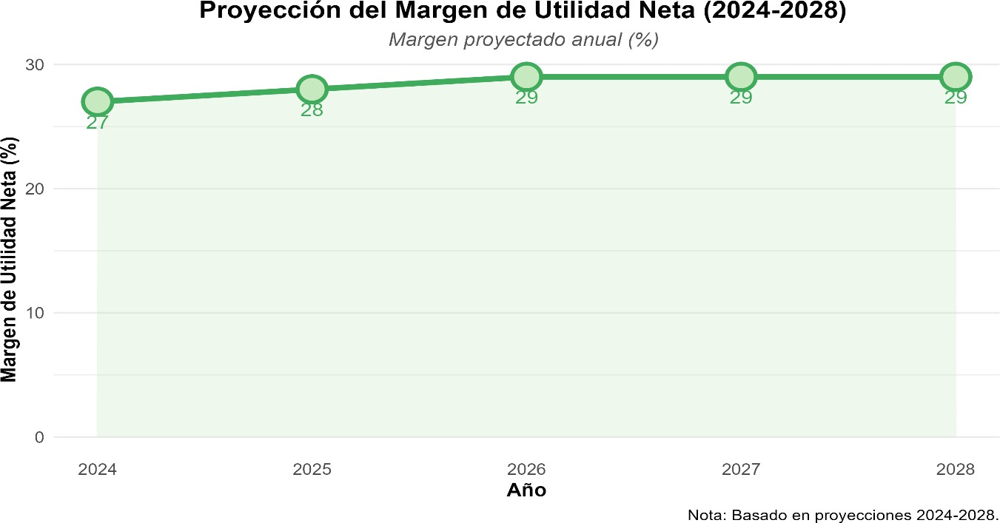 Proyección del Margen de Utilidad Neta (2024-2028)
Margen proyectado anual (%)
Margen de Utilidad Neta (%)
30
20
10
0
27
28
29
29
29
2024
2025
2026
2027
2028
Año
Nota: Basado en proyecciones 2024-2028.